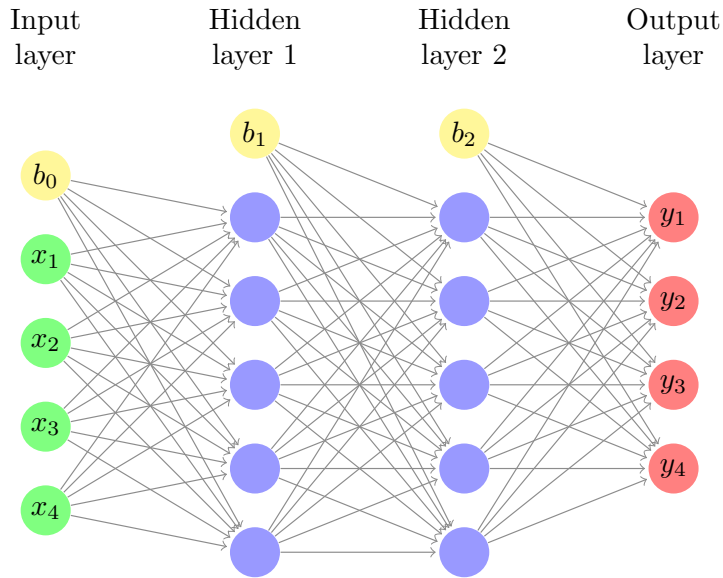 Input
layer
Hidden
layer 1
Hidden
layer 2
Output
layer
b₀
x₁
x₂
x₃
x₄
b₁
b₂
y₁
y₂
y₃
y₄